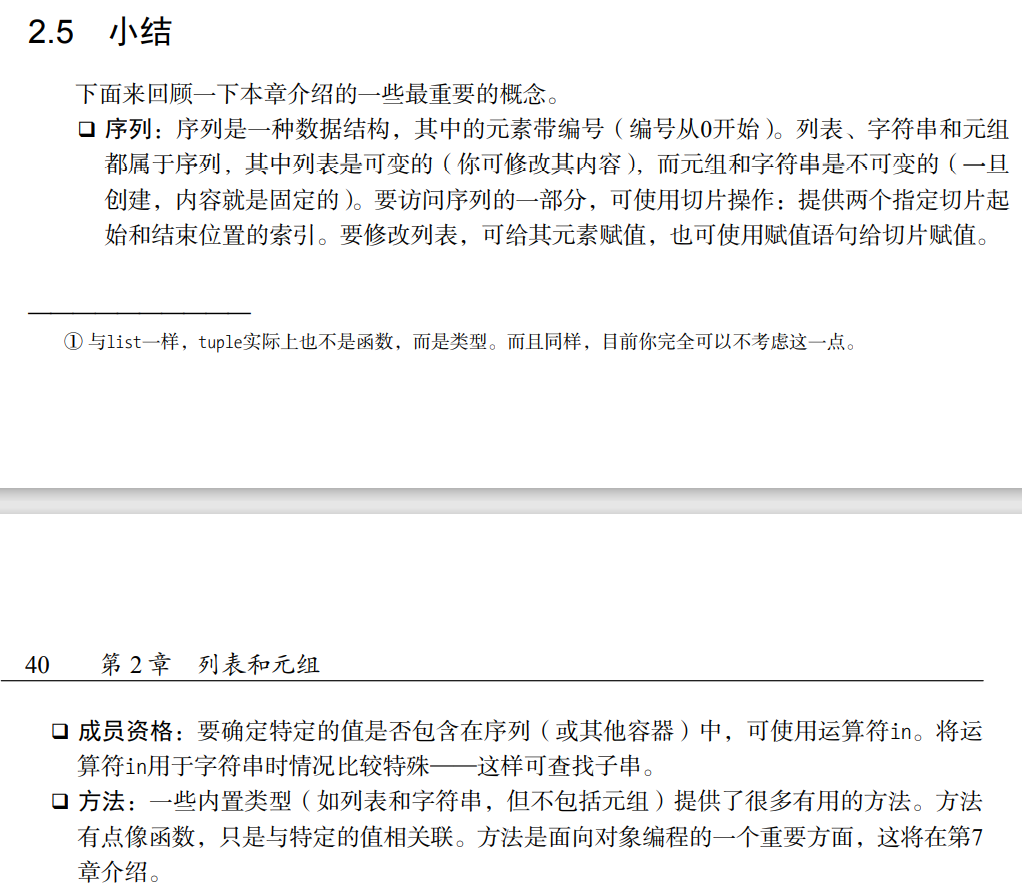 2.5 小结
下面来回顾一下本章介绍的一些最重要的概念。
❑ 序列：序列是一种数据结构，其中的元素带编号（编号从0开始）。列表、字符串和元组
都属于序列，其中列表是可变的（你可修改其内容），而元组和字符串是不可变的（一旦
创建，内容就是固定的）。要访问序列的一部分，可使用切片操作：提供两个指定切片起
始和结束位置的索引。要修改列表，可给其元素赋值，也可使用赋值语句给切片赋值。
① 与list一样，tuple实际上也不是函数，而是类型。而且同样，目前你完全可以不考虑这一点。
40 第 2 章 列表和元组
❑ 成员资格：要确定特定的值是否包含在序列（或其他容器）中，可使用运算符in。将运
算符in用于字符串时情况比较特殊——这样可查找子串。
❑ 方法：一些内置类型（如列表和字符串，但不包括元组）提供了很多有用的方法。方法
有点像函数，只是与特定的值相关联。方法是面向对象编程的一个重要方面，这将在第7
章介绍。